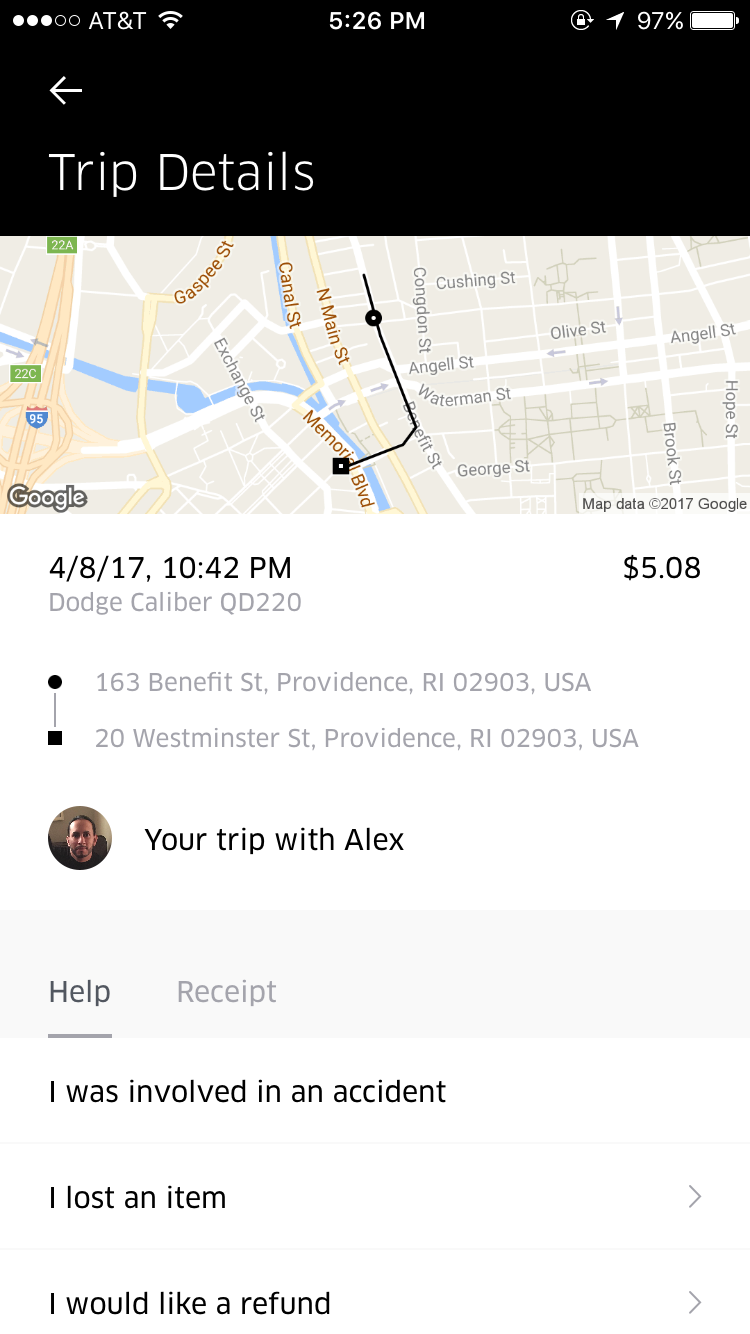 AT&T 5:26 PM 97%
Trip Details
22A
Gaspee St
Canal St
N Main St
Congdon St
Cushing St
Olive St
Angell St
Exchange St
Angell St
22C
Waterman St
Hope St
95
Memorial Blvd
Benefit St
Brook St
George St
Google
Map data ©2017 Google
4/8/17, 10:42 PM $5.08
Dodge Caliber QD220
163 Benefit St, Providence, RI 02903, USA
20 Westminster St, Providence, RI 02903, USA
Your trip with Alex
Help Receipt
I was involved in an accident
I lost an item
I would like a refund